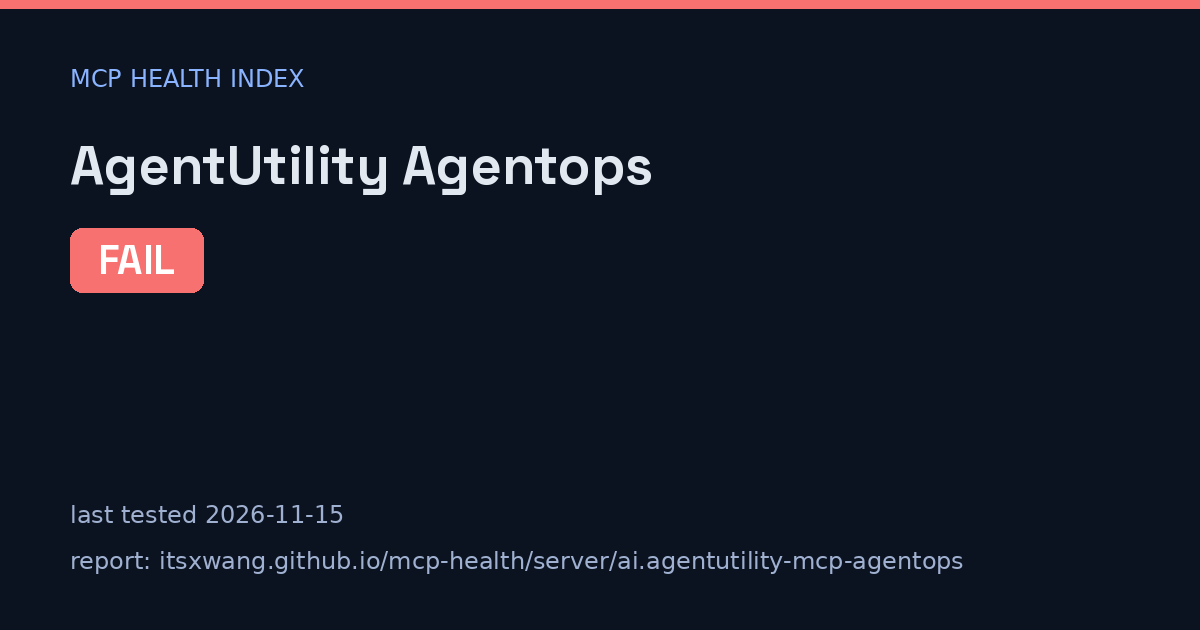 MCP HEALTH INDEX
AgentUtility Agentops
FAIL
last tested 2026-11-15
report: itsxwang.github.io/mcp-health/server/ai.agentutility-mcp-agentops